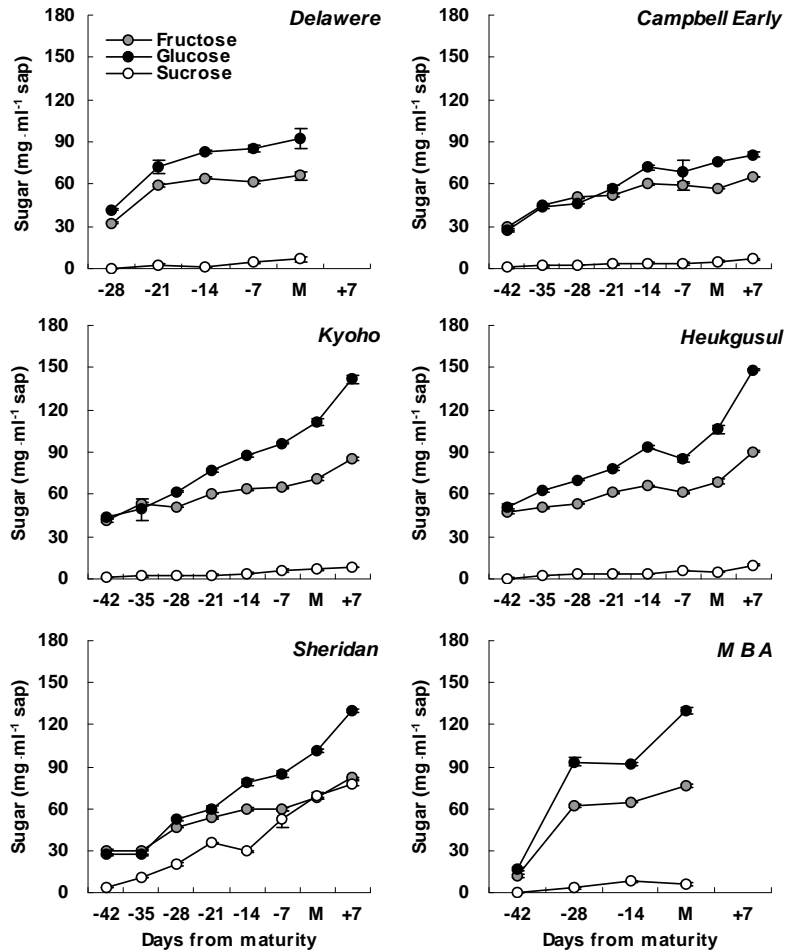 Delawere
Fructose
Glucose
Sucrose
Sugar (mg·ml-1 sap)
180
150
120
90
60
30
0
-28 -21 -14 -7 M +7
Campbell Early
Sugar (mg·ml-1 sap)
180
150
120
90
60
30
0
-42 -35 -28 -21 -14 -7 M +7
Kyoho
Sugar (mg·ml-1 sap)
180
150
120
90
60
30
0
-42 -35 -28 -21 -14 -7 M +7
Heukgusul
Sugar (mg·ml-1 sap)
180
150
120
90
60
30
0
-42 -35 -28 -21 -14 -7 M +7
Sheridan
Sugar (mg·ml-1 sap)
180
150
120
90
60
30
0
-42 -35 -28 -21 -14 -7 M +7
Days from maturity
M B A
Sugar (mg·ml-1 sap)
180
150
120
90
60
30
0
-42 -28 -14 M +7
Days from maturity